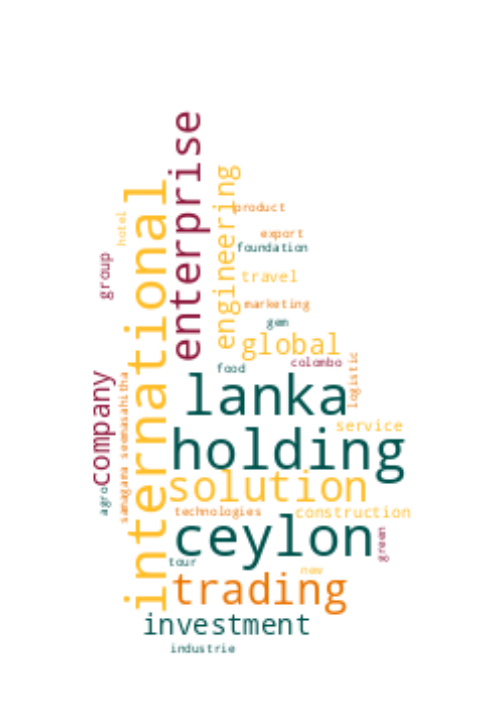 enterprise
engineering
international
product
hotel
export
foundation
group
travel
marketing
gem
global
colombo
logistic
food
company
samagama seemasahitha
lanka
service
holding
solution
agro
technologies
construction
ceylon
green
tour
new
trading
investment
industrie